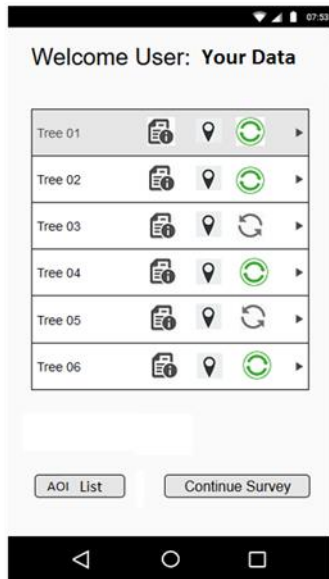 07:53
Welcome User: Your Data
Tree 01
Tree 02
Tree 03
Tree 04
Tree 05
Tree 06
AOI List
Continue Survey